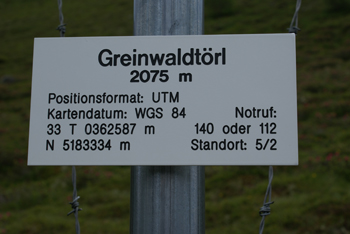 Greinwaldtörl
2075 m
Positionsformat: UTM
Kartendatum: WGS 84 Notruf:
33 T 0362587 m 140 oder 112
N 5183334 m Standort: 5/2